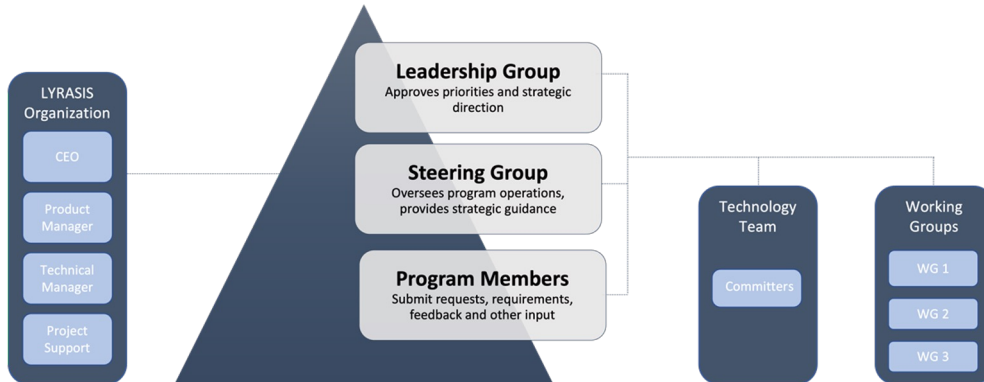 LYRASIS
Organization
CEO
Product
Manager
Technical
Manager
Project
Support
Leadership Group
Approves priorities and strategic
direction
Steering Group
Oversees program operations,
provides strategic guidance
Program Members
Submit requests, requirements,
feedback and other input
Technology
Team
Committers
Working
Groups
WG 1
WG 2
WG 3